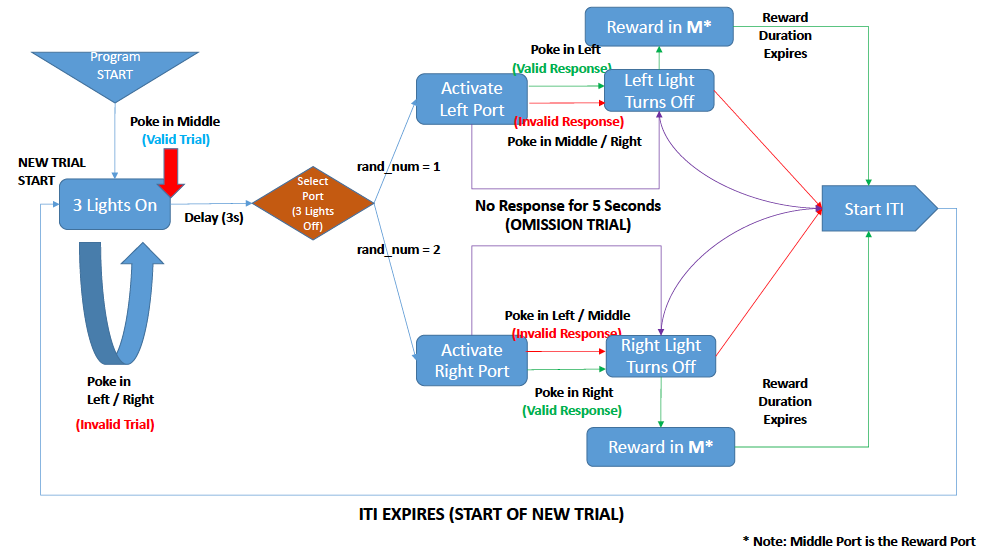 Program
START
Poke in Middle
(Valid Trial)
NEW TRIAL
START
3 Lights On
Delay (3s)
Poke in
Left / Right
(Invalid Trial)
Select
Port
(3 Lights
Off)
rand_num = 1
rand_num = 2
Activate
Left Port
Poke in Left
(Valid Response)
(Invalid Response)
Poke in Middle / Right
Left Light
Turns Off
Reward in M*
Reward
Duration
Expires
No Response for 5 Seconds
(OMISSION TRIAL)
Start ITI
Activate
Right Port
Poke in Left / Middle
(Invalid Response)
Poke in Right
(Valid Response)
Right Light
Turns Off
Reward in M*
Reward
Duration
Expires
ITI EXPIRES (START OF NEW TRIAL)
* Note: Middle Port is the Reward Port